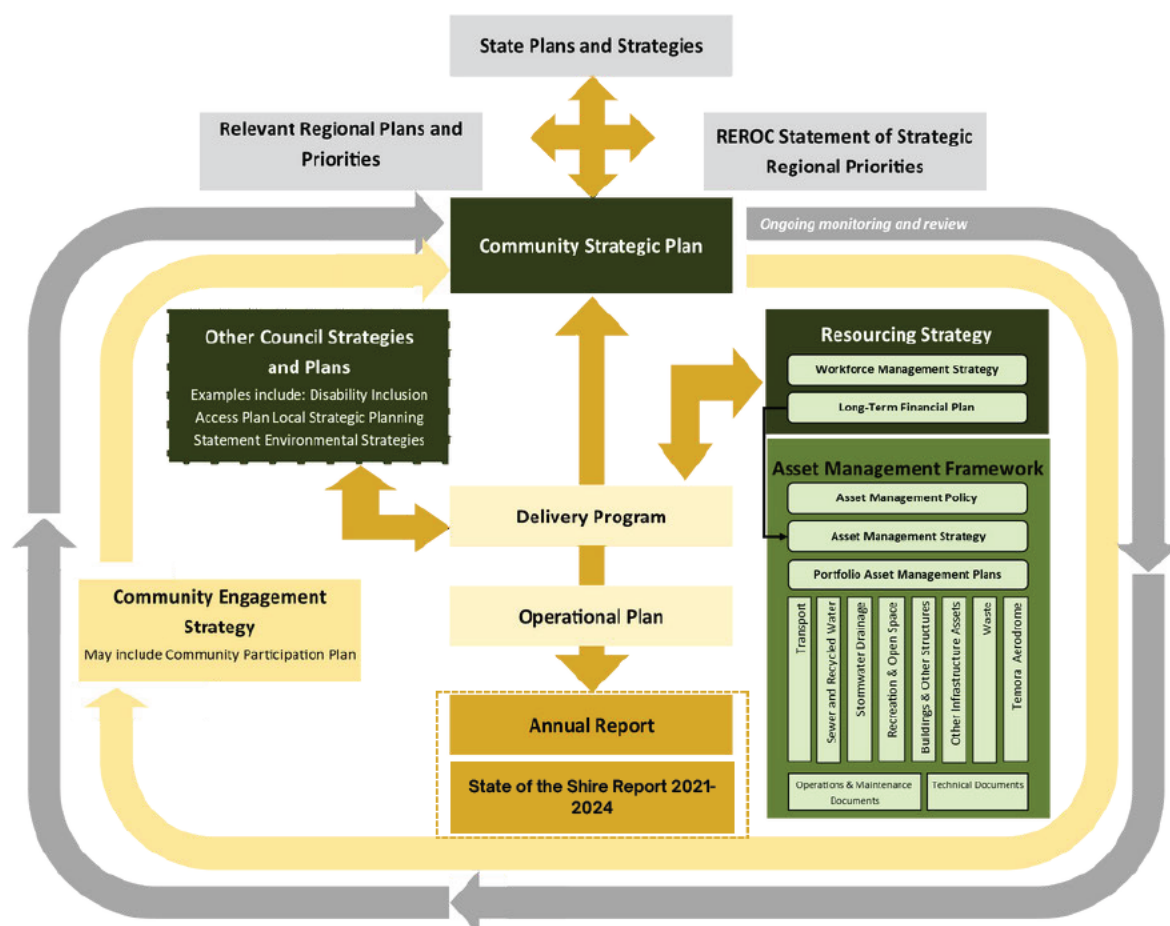 State Plans and Strategies
Relevant Regional Plans and
Priorities
REROC Statement of Strategic
Regional Priorities
Ongoing monitoring and review
Community Strategic Plan
Other Council Strategies
and Plans
Examples include: Disability Inclusion
Access Plan Local Strategic Planning
Statement Environmental Strategies
Resourcing Strategy
Workforce Management Strategy
Long-Term Financial Plan
Asset Management Framework
Asset Management Policy
Asset Management Strategy
Portfolio Asset Management Plans
Transport
Sewer and Recycled Water
Stormwater Drainage
Recreation & Open Space
Buildings & Other Structures
Other Infrastructure Assets
Waste
Temora Aerodrome
Operations & Maintenance
Documents
Technical Documents
Delivery Program
Operational Plan
Community Engagement
Strategy
May include Community Participation Plan
Annual Report
State of the Shire Report 2021-
2024